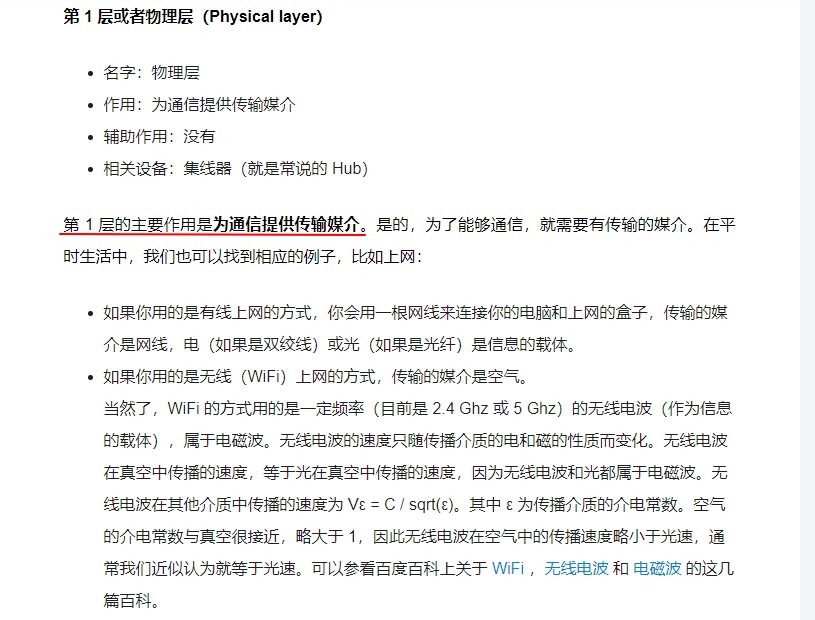 第 1 层或者物理层（Physical layer）
名字：物理层
作用：为通信提供传输媒介
辅助作用：没有
相关设备：集线器（就是常说的 Hub）
第 1 层的主要作用是为通信提供传输媒介。是的，为了能够通信，就需要有传输的媒介。在平
时生活中，我们也可以找到相应的例子，比如上网：
如果你用的是有线上网的方式，你会用一根网线来连接你的电脑和上网的盒子，传输的媒
介是网线，电（如果是双绞线）或光（如果是光纤）是信息的载体。
如果你用的是无线（WiFi）上网的方式，传输的媒介是空气。
当然了，WiFi 的方式用的是一定频率（目前是 2.4 Ghz 或 5 Ghz）的无线电波（作为信息
的载体），属于电磁波。无线电波的速度只随传播介质的电和磁的性质而变化。无线电波
在真空中传播的速度，等于光在真空中传播的速度，因为无线电波和光都属于电磁波。无
线电波在其他介质中传播的速度为 Vε = C / sqrt(ε)。其中 ε 为传播介质的介电常数。空气
的介电常数与真空很接近，略大于 1，因此无线电波在空气中的传播速度略小于光速，通
常我们近似认为就等于光速。可以参看百度百科上关于 WiFi ，无线电波 和 电磁波 的这几
篇百科。